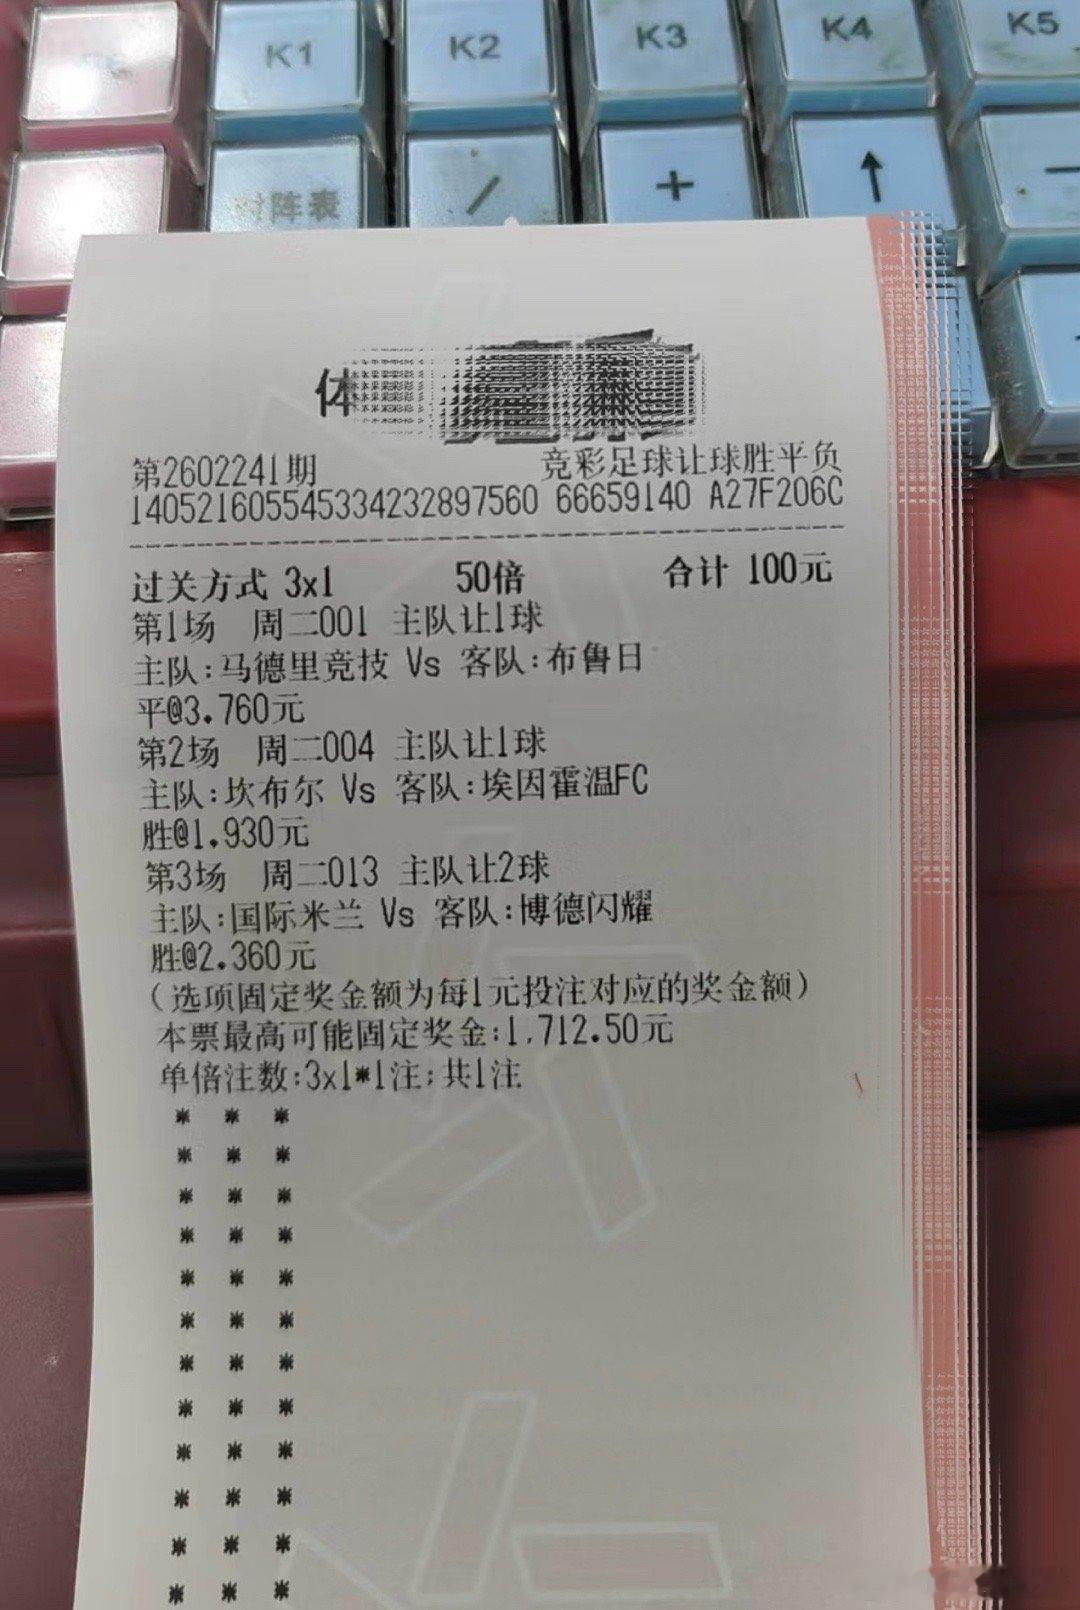 K1 K2 K3 K4 K5
对阵表 / + ↑
体
第2602241期 竞彩足球让球胜平负
140521605545334232897560 66659140 A27F206C
过关方式 3x1 50倍 合计 100元
第1场 周二001 主队让1球
主队:马德里竞技 Vs 客队:布鲁日
平@3.760元
第2场 周二004 主队让1球
主队:坎布尔 Vs 客队:埃因霍温FC
胜@1.930元
第3场 周二013 主队让2球
主队:国际米兰 Vs 客队:博德闪耀
胜@2.360元
(选项固定奖金额为每1元投注对应的奖金额)
本票最高可能固定奖金:1,712.50元
单倍注数:3x1*1注;共1注
* * *
* * *
* * *
* * *
* * *
* * *
* * *
* * *
* * *
* * *
* * *
* * *